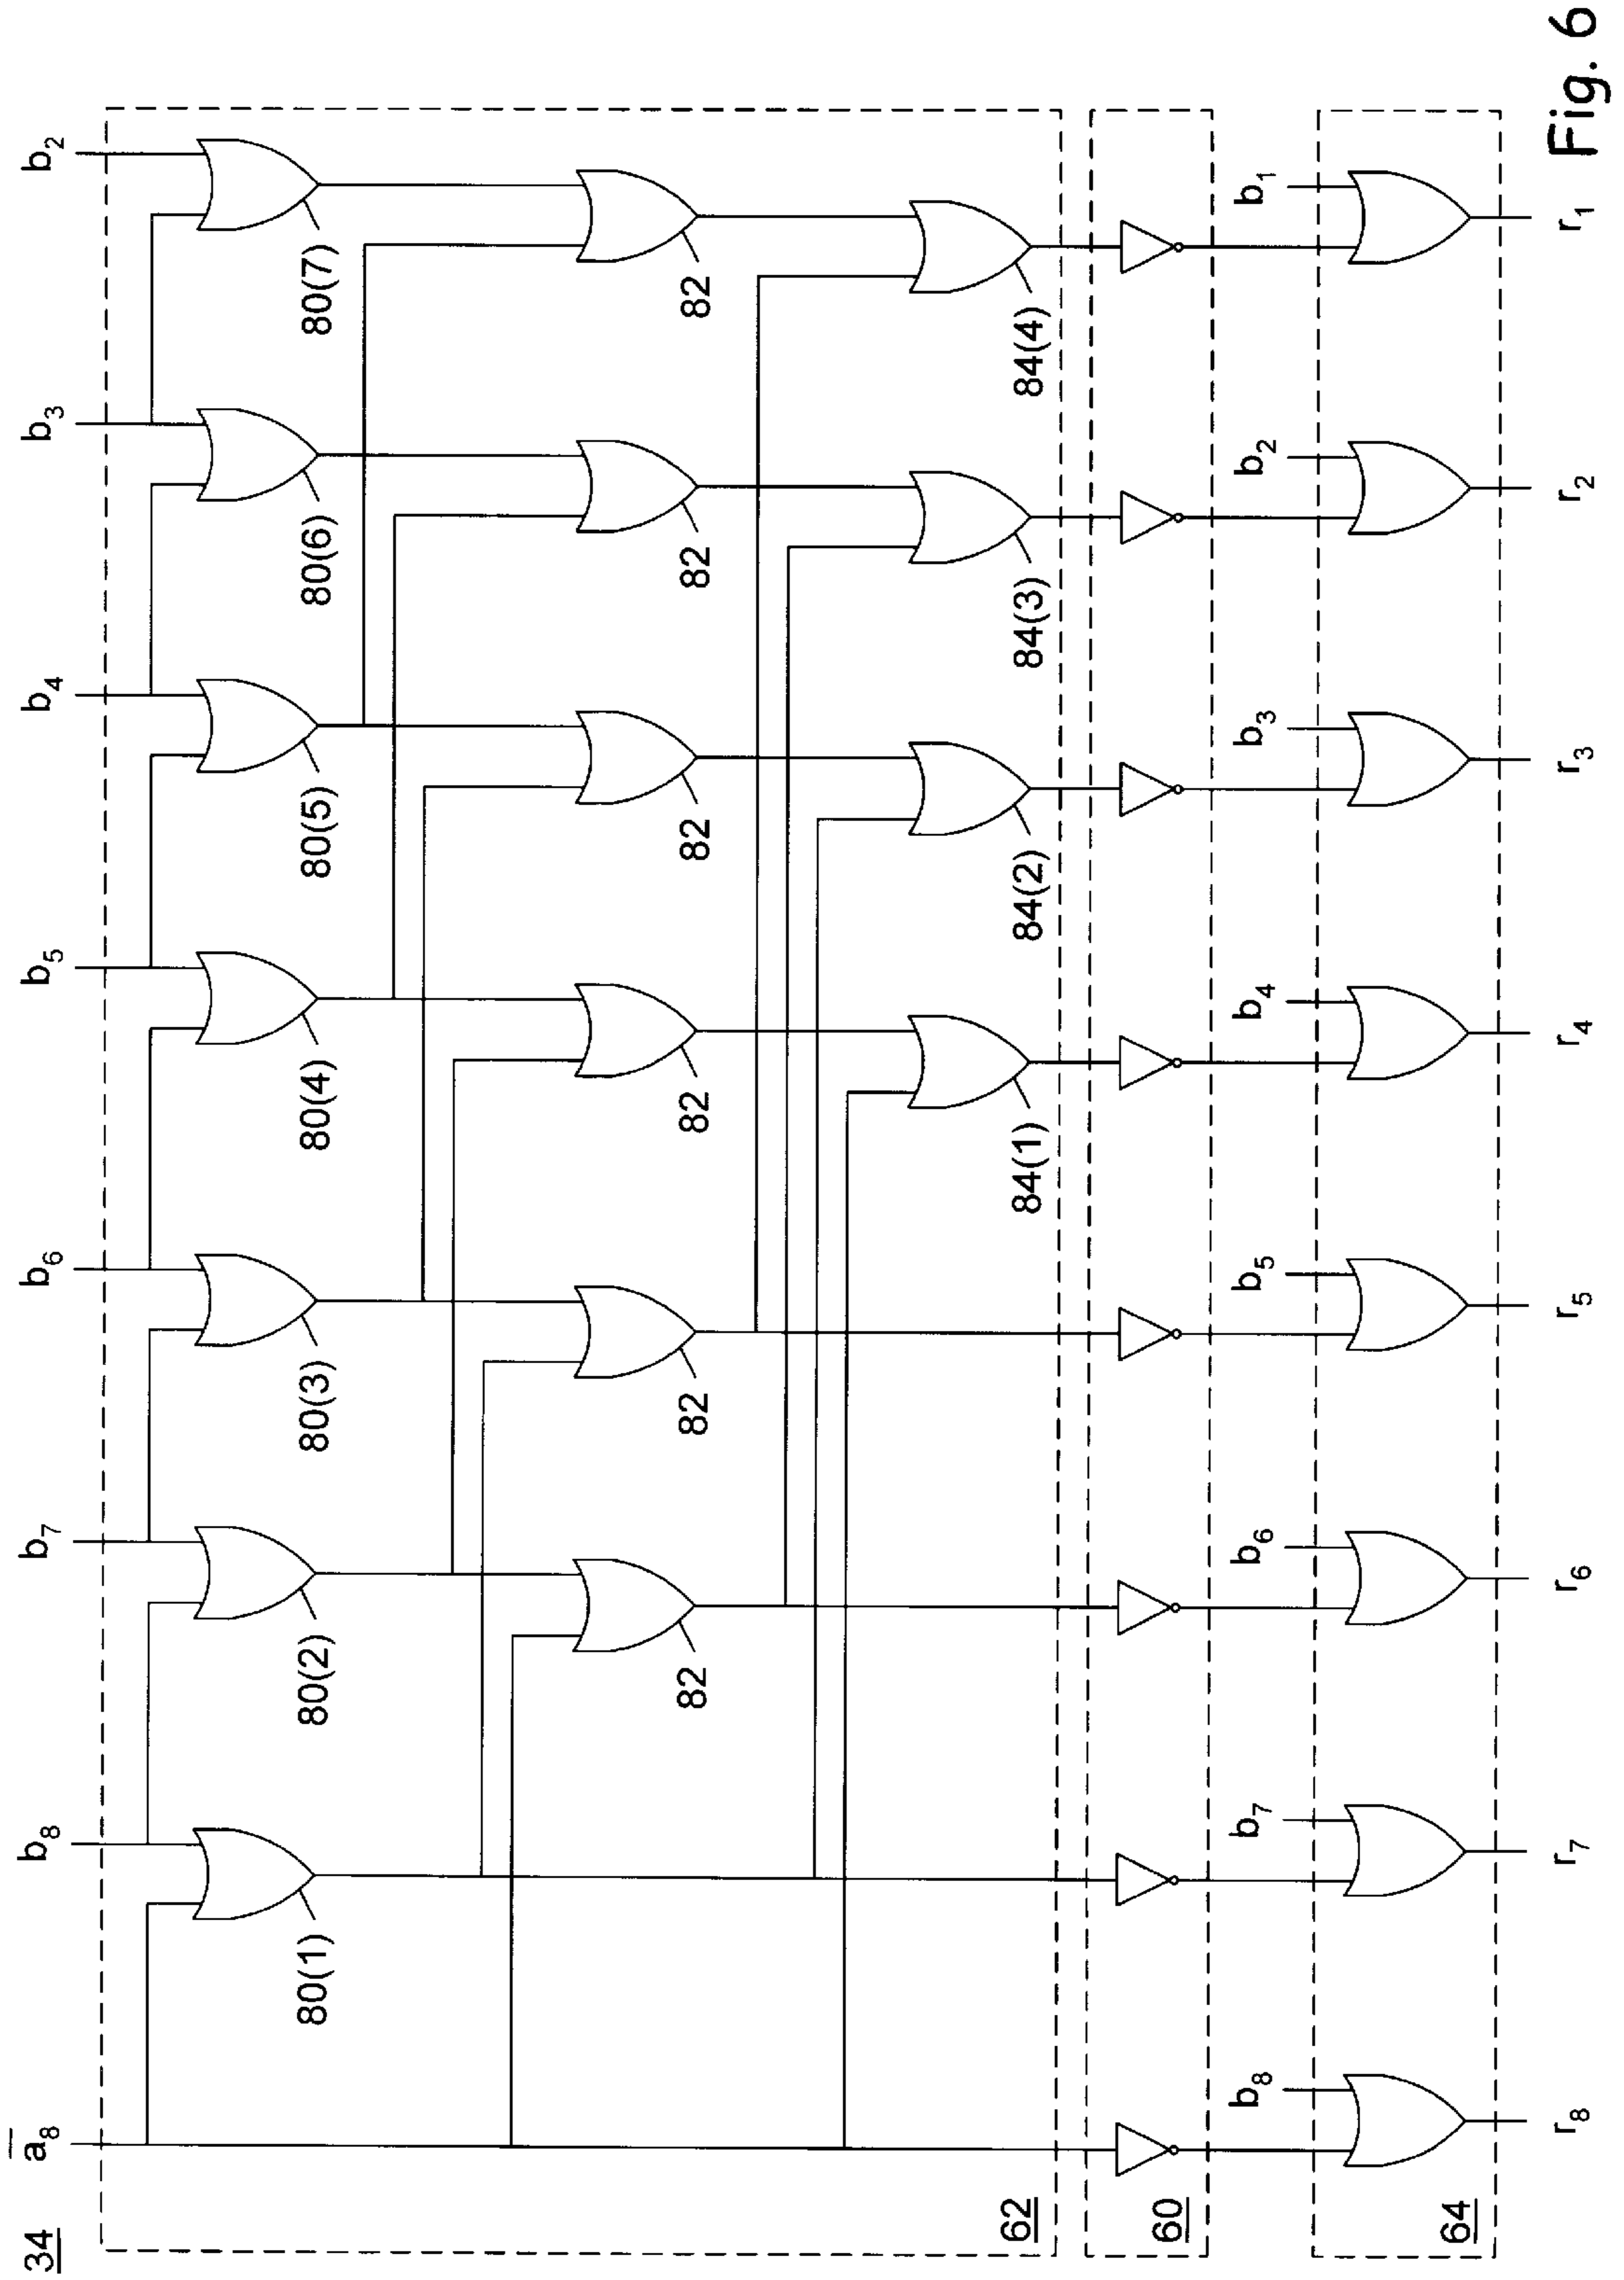 34
a̅₈ b₈ b₇ b₆ b₅ b₄ b₃ b₂
80(1) 80(2) 80(3) 80(4) 80(5) 80(6) 80(7)
82 82 82 82 82 82
84(1) 84(2) 84(3) 84(4)
62
60
b₈ b₇ b₆ b₅ b₄ b₃ b₂ b₁
64
r₈ r₇ r₆ r₅ r₄ r₃ r₂ r₁
Fig. 6